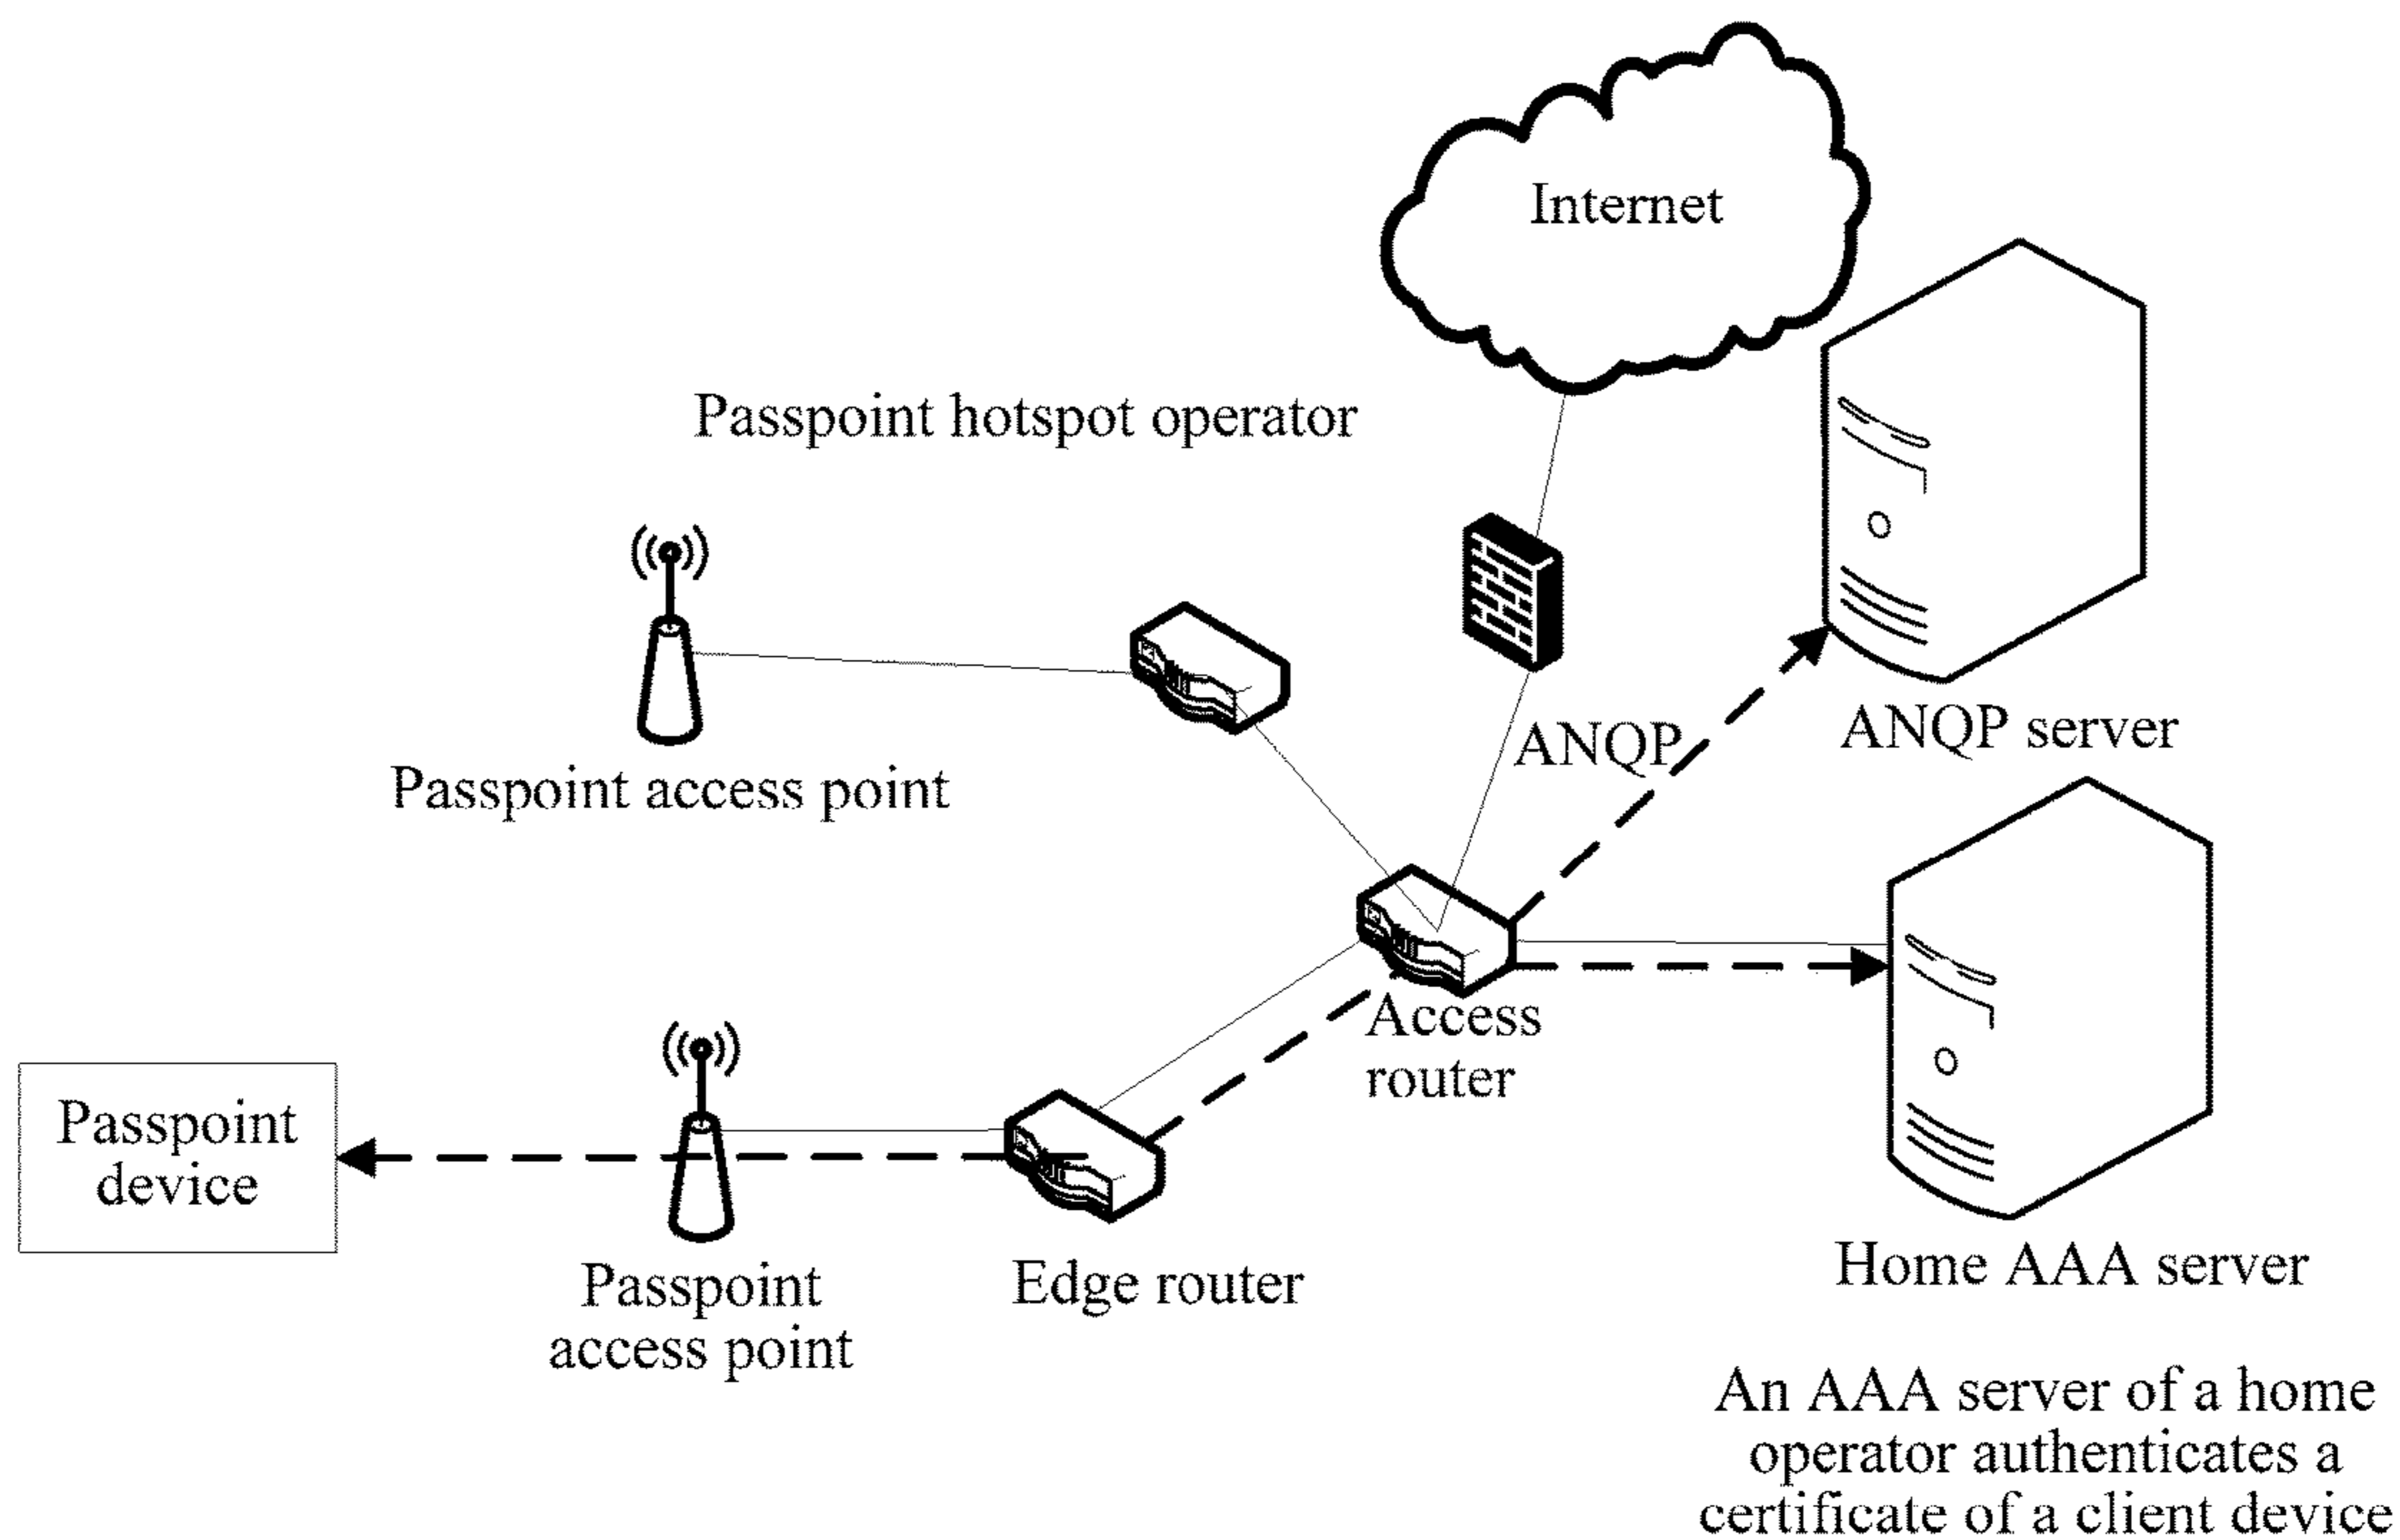 Internet
Passpoint hotspot operator
ANQP
ANQP server
Passpoint access point
Access
router
Passpoint
device
Passpoint
access point
Edge router
Home AAA server
An AAA server of a home
operator authenticates a
certificate of a client device